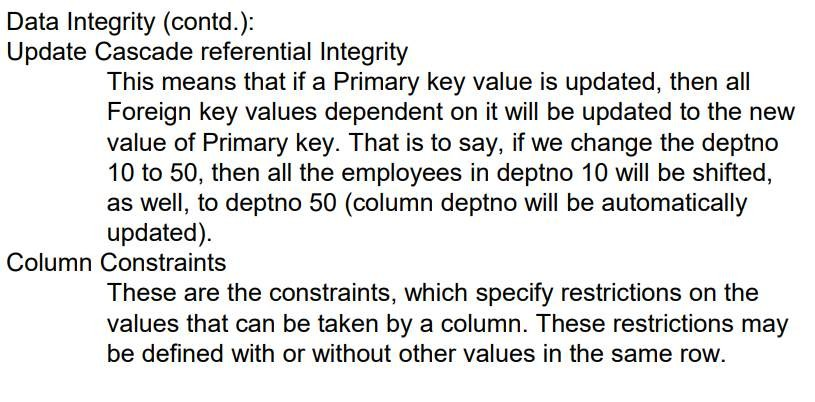 Data Integrity (contd.):
Update Cascade referential Integrity
This means that if a Primary key value is updated, then all
Foreign key values dependent on it will be updated to the new
value of Primary key. That is to say, if we change the deptno
10 to 50, then all the employees in deptno 10 will be shifted,
as well, to deptno 50 (column deptno will be automatically
updated).
Column Constraints
These are the constraints, which specify restrictions on the
values that can be taken by a column. These restrictions may
be defined with or without other values in the same row.